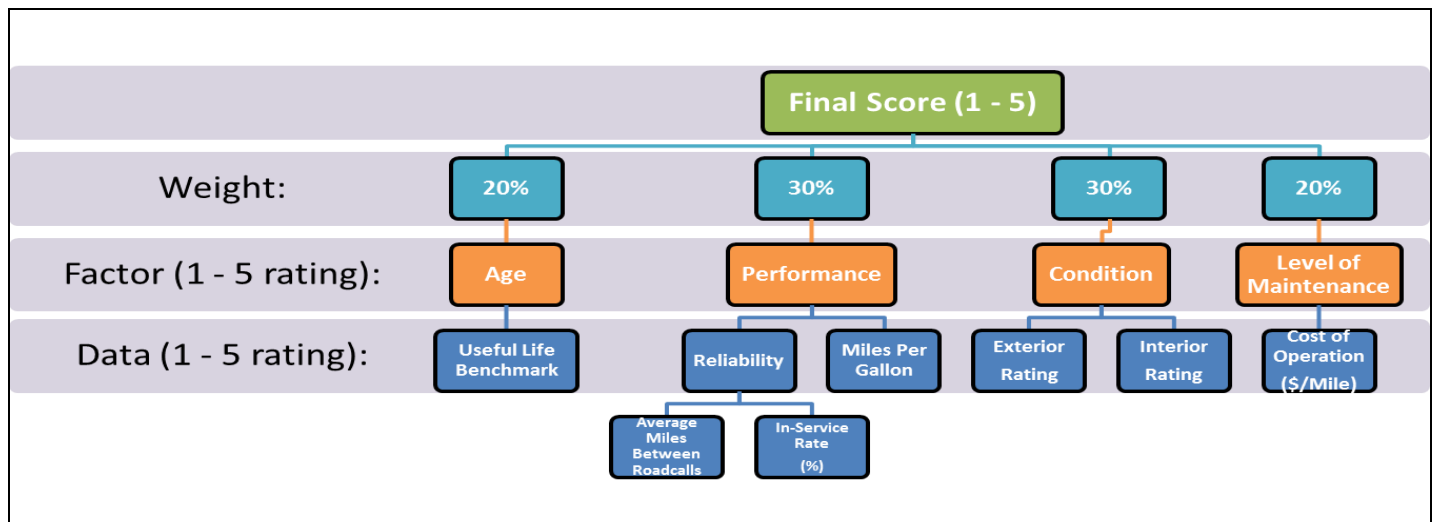 Final Score (1 - 5)
Weight:
20%
30%
30%
20%
Factor (1 - 5 rating):
Age
Performance
Condition
Level of
Maintenance
Data (1 - 5 rating):
Useful Life
Benchmark
Reliability
Miles Per
Gallon
Exterior
Rating
Interior
Rating
Cost of
Operation
($/Mile)
Average
Miles
Between
Roadcalls
In-Service
Rate
(%)